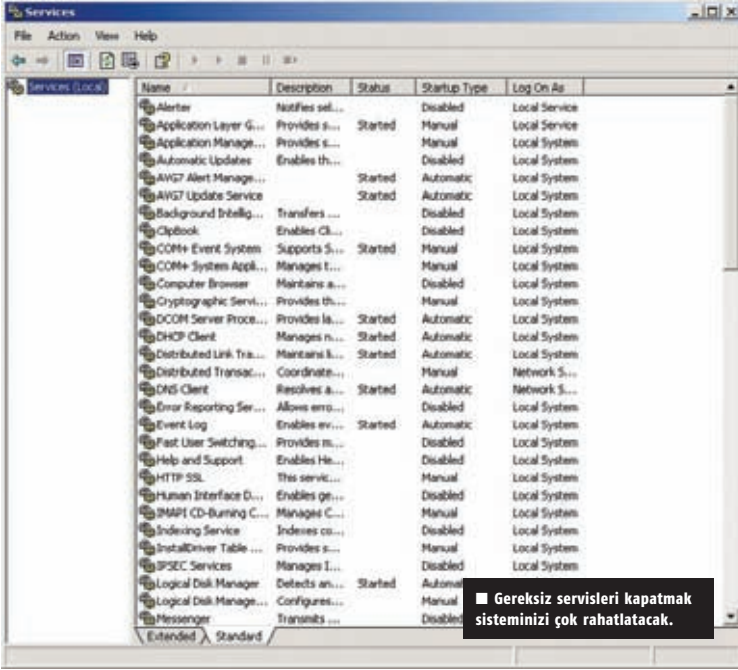 Services
File Action View Help
Services (Local)
Name Description Status Startup Type Log On As
Alerter Notifies sel... Disabled Local Service
Application Layer G... Provides s... Started Manual Local Service
Application Manage... Provides s... Manual Local System
Automatic Updates Enables th... Disabled Local System
AVG7 Alert Manage... Started Automatic Local System
AVG7 Update Service Started Automatic Local System
Background Intellig... Transfers ... Disabled Local System
ClipBook Enables Cli... Disabled Local System
COM+ Event System Supports S... Started Manual Local System
COM+ System Appli... Manages t... Manual Local System
Computer Browser Maintains a... Disabled Local System
Cryptographic Servi... Provides th... Manual Local System
DCOM Server Proce... Provides la... Started Automatic Local System
DHCP Client Manages n... Started Automatic Local System
Distributed Link Tra... Maintains li... Started Automatic Local System
Distributed Transac... Coordinate... Manual Network S...
DNS Client Resolves a... Started Automatic Network S...
Error Reporting Ser... Allows erro... Disabled Local System
Event Log Enables ev... Started Automatic Local System
Fast User Switching... Provides m... Disabled Local System
Help and Support Enables He... Disabled Local System
HTTP SSL This servic... Manual Local System
Human Interface D... Enables ge... Disabled Local System
IMAPI CD-Burning C... Manages C... Manual Local System
Indexing Service Indexes co... Disabled Local System
InstallDriver Table ... Provides s... Manual Local System
IPSEC Services Manages I... Disabled Local System
Logical Disk Manager Detects an... Started Automat
Logical Disk Manage... Configures... Manual
Messenger Transmits ... Disabled
■ Gereksiz servisleri kapatmak
sisteminizi çok rahatlatacak.
Extended Standard